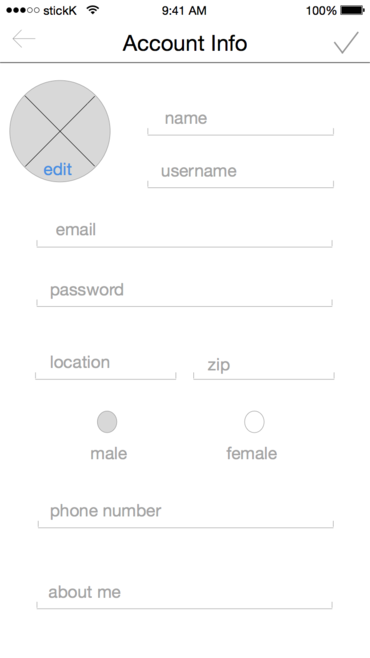 stickK 9:41 AM 100%
Account Info
name
edit
username
email
password
location zip
male female
phone number
about me